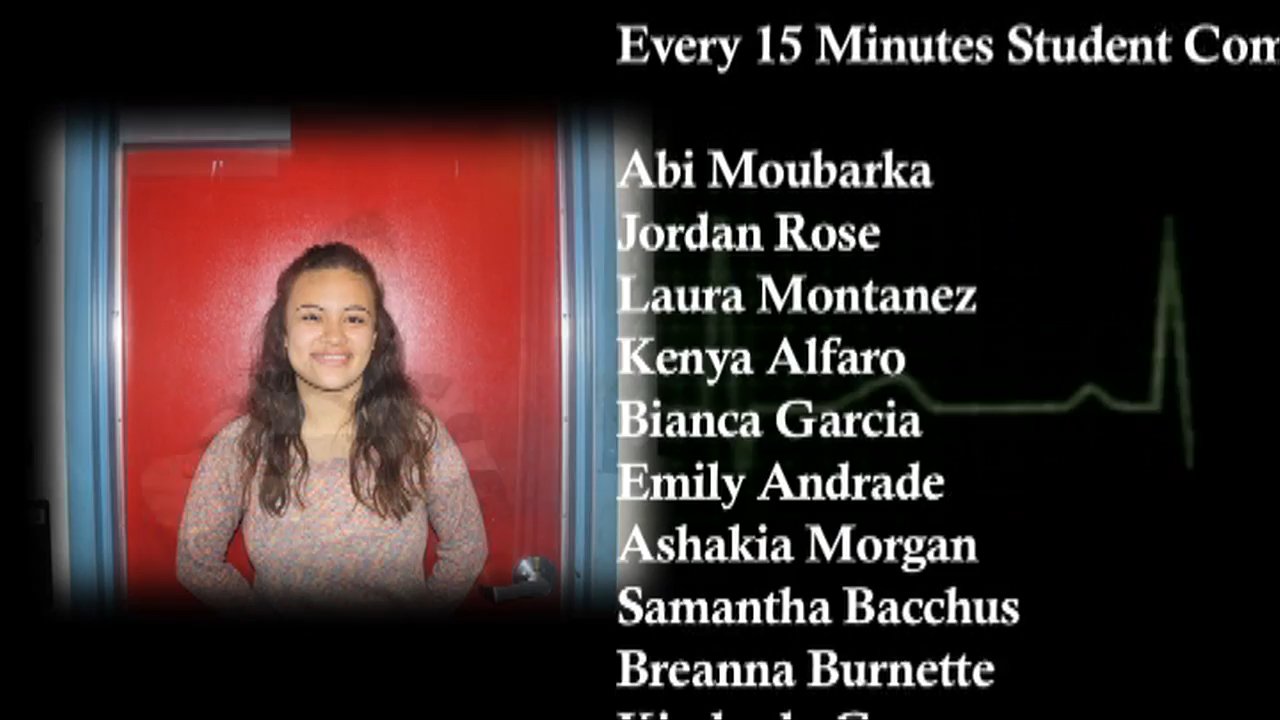 Every 15 Minutes Student Com
Abi Moubarka
Jordan Rose
Laura Montanez
Kenya Alfaro
Bianca Garcia
Emily Andrade
Ashakia Morgan
Samantha Bacchus
Breanna Burnette